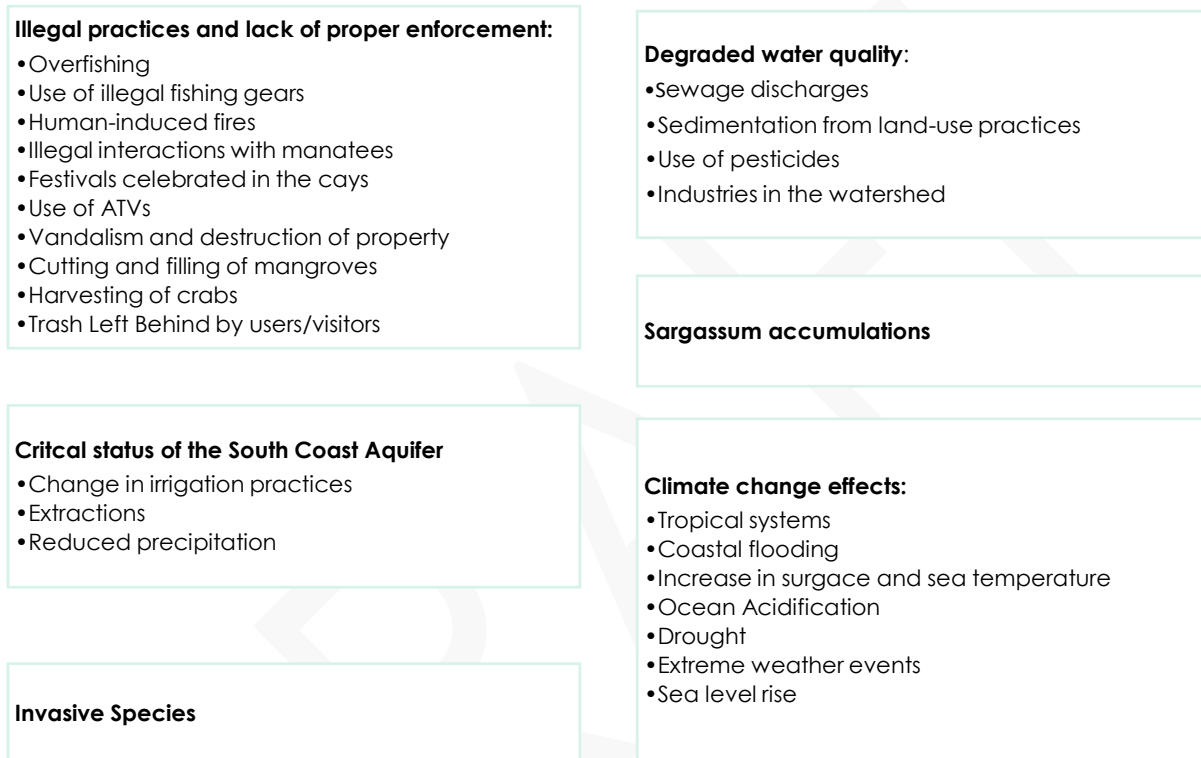 Illegal practices and lack of proper enforcement:
•Overfishing
•Use of illegal fishing gears
•Human-induced fires
•Illegal interactions with manatees
•Festivals celebrated in the cays
•Use of ATVs
•Vandalism and destruction of property
•Cutting and filling of mangroves
•Harvesting of crabs
•Trash Left Behind by users/visitors
Critcal status of the South Coast Aquifer
•Change in irrigation practices
•Extractions
•Reduced precipitation
Invasive Species
Degraded water quality:
•Sewage discharges
•Sedimentation from land-use practices
•Use of pesticides
•Industries in the watershed
Sargassum accumulations
Climate change effects:
•Tropical systems
•Coastal flooding
•Increase in surgace and sea temperature
•Ocean Acidification
•Drought
•Extreme weather events
•Sea level rise